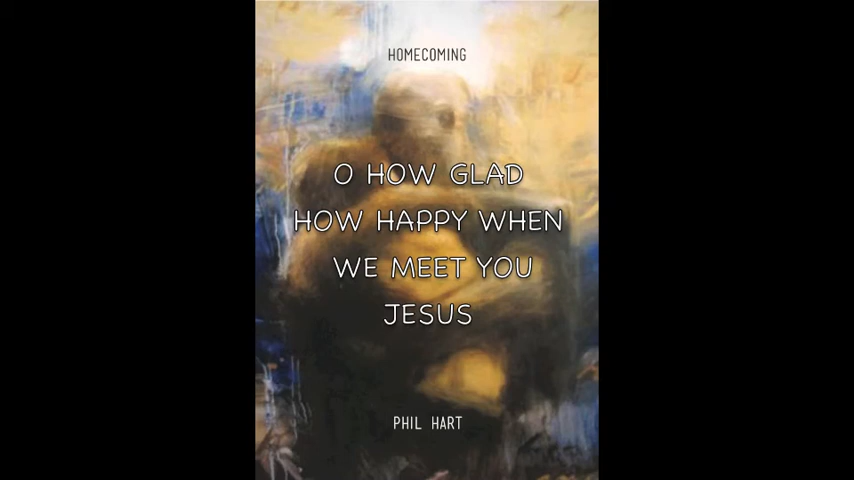 HOMECOMING
O HOW GLAD
HOW HAPPY WHEN
WE MEET YOU
JESUS
PHIL HART